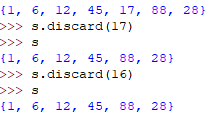 {1, 6, 12, 45, 17, 88, 28}
>>> s.discard(17)
>>> s
{1, 6, 12, 45, 88, 28}
>>> s.discard(16)
>>> s
{1, 6, 12, 45, 88, 28}